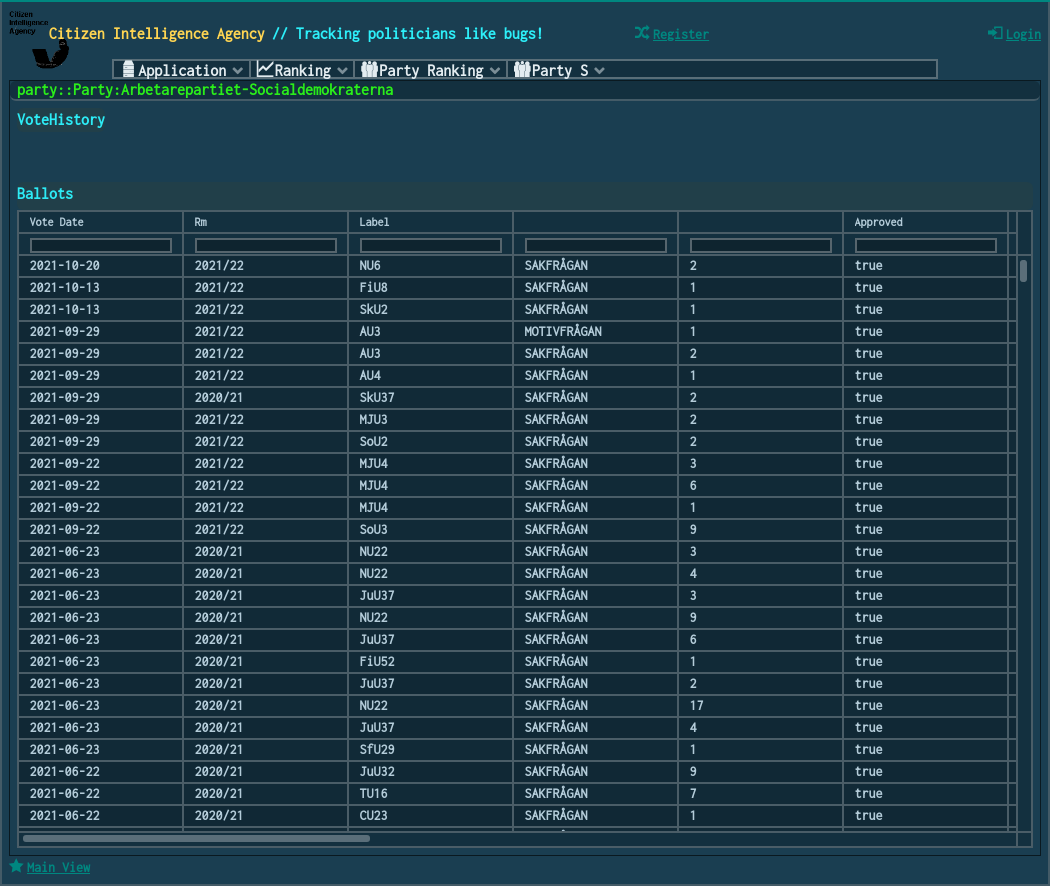 Citizen
Intelligence
Agency
Citizen Intelligence Agency // Tracking politicians like bugs!
Register
Login
Application Ranking Party Ranking Party S
party::Party:Arbetarepartiet-Socialdemokraterna
VoteHistory
Ballots
Vote Date Rm Label Approved
2021-10-20 2021/22 NU6 SAKFRÅGAN 2 true
2021-10-13 2021/22 FiU8 SAKFRÅGAN 1 true
2021-10-13 2021/22 SkU2 SAKFRÅGAN 1 true
2021-09-29 2021/22 AU3 MOTIVFRÅGAN 1 true
2021-09-29 2021/22 AU3 SAKFRÅGAN 2 true
2021-09-29 2021/22 AU4 SAKFRÅGAN 1 true
2021-09-29 2020/21 SkU37 SAKFRÅGAN 2 true
2021-09-29 2021/22 MJU3 SAKFRÅGAN 2 true
2021-09-29 2021/22 SoU2 SAKFRÅGAN 2 true
2021-09-22 2021/22 MJU4 SAKFRÅGAN 3 true
2021-09-22 2021/22 MJU4 SAKFRÅGAN 6 true
2021-09-22 2021/22 MJU4 SAKFRÅGAN 1 true
2021-09-22 2021/22 SoU3 SAKFRÅGAN 9 true
2021-06-23 2020/21 NU22 SAKFRÅGAN 3 true
2021-06-23 2020/21 NU22 SAKFRÅGAN 4 true
2021-06-23 2020/21 JuU37 SAKFRÅGAN 3 true
2021-06-23 2020/21 NU22 SAKFRÅGAN 9 true
2021-06-23 2020/21 JuU37 SAKFRÅGAN 6 true
2021-06-23 2020/21 FiU52 SAKFRÅGAN 1 true
2021-06-23 2020/21 JuU37 SAKFRÅGAN 2 true
2021-06-23 2020/21 NU22 SAKFRÅGAN 17 true
2021-06-23 2020/21 JuU37 SAKFRÅGAN 4 true
2021-06-23 2020/21 SfU29 SAKFRÅGAN 1 true
2021-06-22 2020/21 JuU32 SAKFRÅGAN 9 true
2021-06-22 2020/21 TU16 SAKFRÅGAN 7 true
2021-06-22 2020/21 CU23 SAKFRÅGAN 1 true
Main View